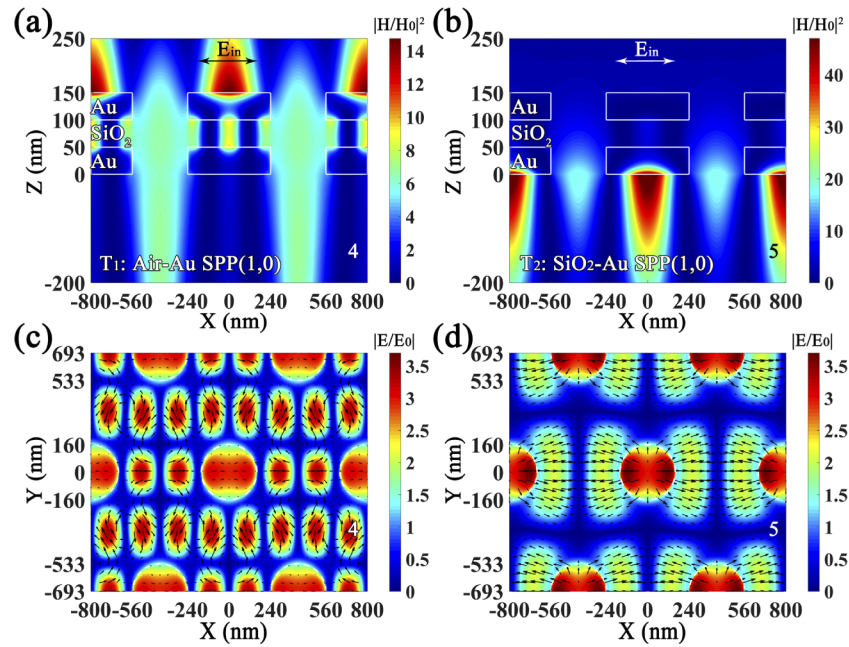 (a)
|H/H₀|²
250
Ein
14
12
10
8
6
4
2
0
Z (nm)
150
100
50
0
-200
Au
SiO₂
Au
T₁: Air-Au SPP(1,0)
4
-800 -560 -240 0 240 560 800
X (nm)
(b)
|H/H₀|²
250
Ein
40
30
20
10
0
Z (nm)
150
100
50
0
-200
Au
SiO₂
Au
T₂: SiO₂-Au SPP(1,0)
5
-800 -560 -240 0 240 560 800
X (nm)
(c)
|E/E₀|
693
533
160
0
-160
-533
-693
Y (nm)
3.5
3
2.5
2
1.5
1
0.5
0
4
-800 -560 -240 0 240 560 800
X (nm)
(d)
|E/E₀|
693
533
160
0
-160
-533
-693
Y (nm)
3.5
3
2.5
2
1.5
1
0.5
0
5
-800 -560 -240 0 240 560 800
X (nm)